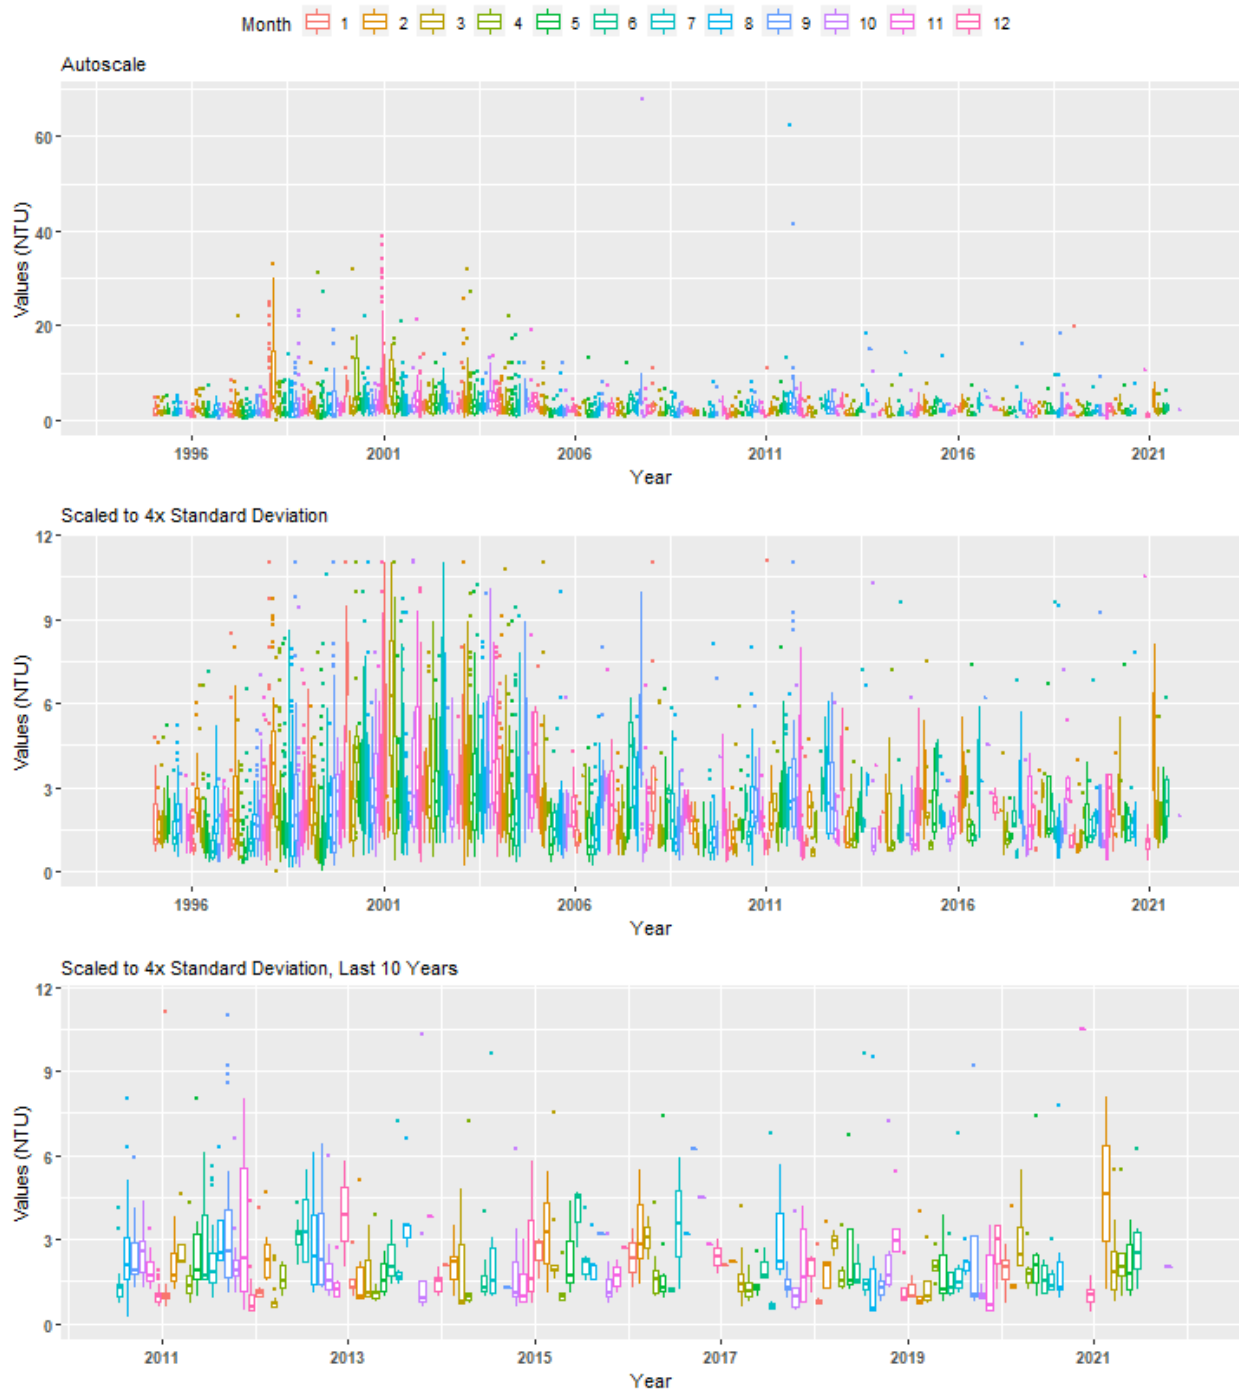 Month 1 2 3 4 5 6 7 8 9 10 11 12
Autoscale
Values (NTU)
60
40
20
0
1996 2001 2006 2011 2016 2021
Year
Scaled to 4x Standard Deviation
Values (NTU)
12
9
6
3
0
1996 2001 2006 2011 2016 2021
Year
Scaled to 4x Standard Deviation, Last 10 Years
Values (NTU)
12
9
6
3
0
2011 2013 2015 2017 2019 2021
Year